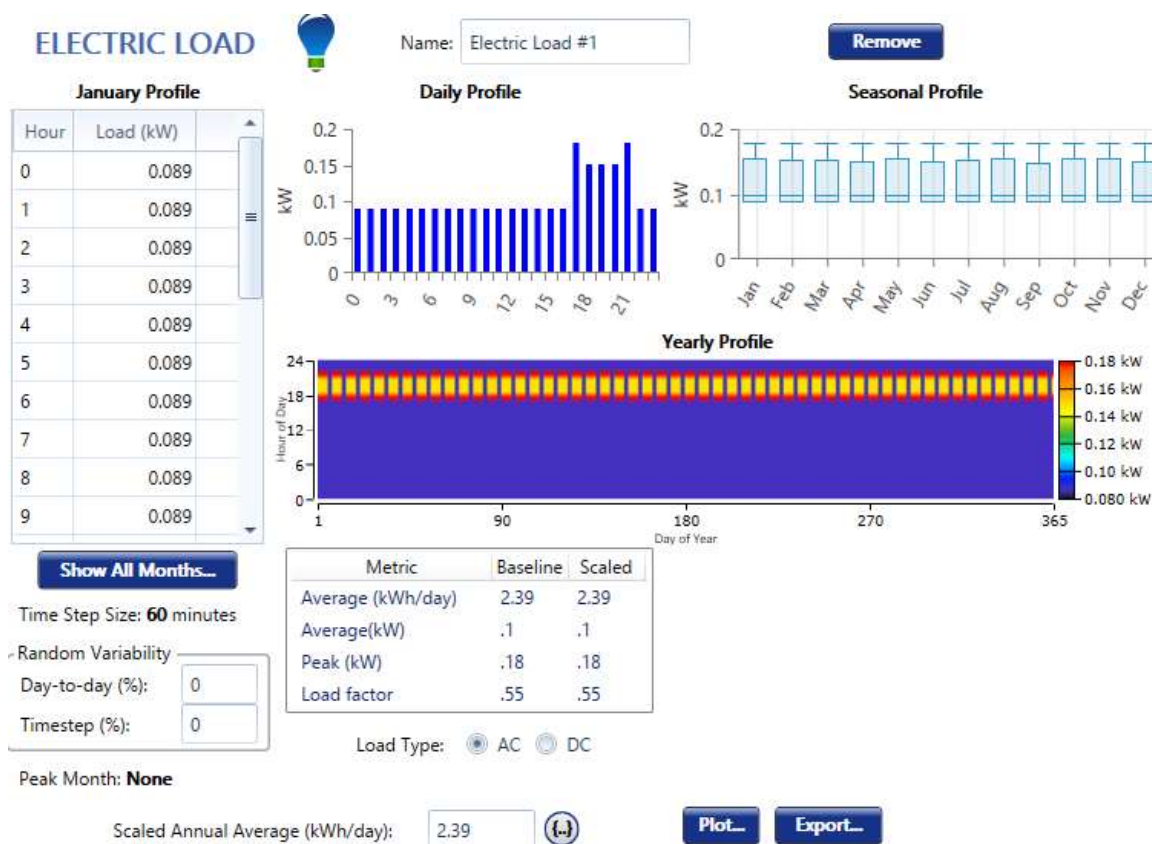 ELECTRIC LOAD
Name: Electric Load #1
Remove
January Profile
Hour Load (kW)
0 0.089
1 0.089
2 0.089
3 0.089
4 0.089
5 0.089
6 0.089
7 0.089
8 0.089
9 0.089
Show All Months...
Time Step Size: 60 minutes
Random Variability
Day-to-day (%): 0
Timestep (%): 0
Peak Month: None
Daily Profile
kW
0.2
0.15
0.1
0.05
0
0 3 6 9 12 15 18 21
Seasonal Profile
kW
0.2
0.1
0
Jan Feb Mar Apr May Jun Jul Aug Sep Oct Nov Dec
Yearly Profile
Hour of Day
24
18
12
6
0
1 90 180 270 365
Day of Year
0.18 kW
0.16 kW
0.14 kW
0.12 kW
0.10 kW
0.080 kW
Metric Baseline Scaled
Average (kWh/day) 2.39 2.39
Average(kW) .1 .1
Peak (kW) .18 .18
Load factor .55 .55
Load Type: AC DC
Scaled Annual Average (kWh/day): 2.39 {..}
Plot...
Export...